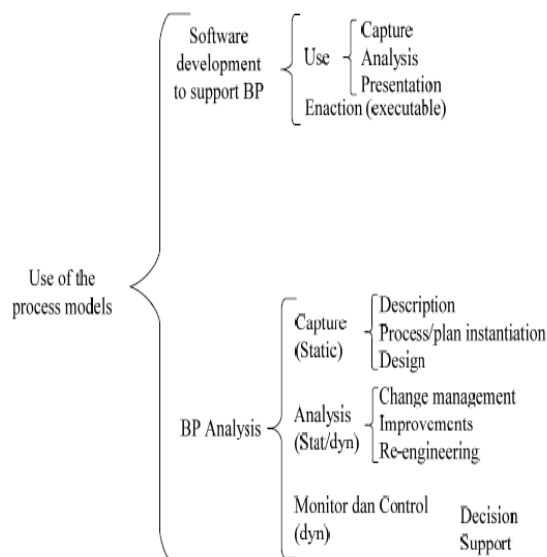 Software
development
to support BP
Use
Capture
Analysis
Presentation
Enaction (executable)
Use of the
process models
BP Analysis
Capture
(Static)
Description
Process/plan instantiation
Design
Analysis
(Stat/dyn)
Change management
Improvements
Re-engineering
Monitor dan Control
(dyn)
Decision
Support